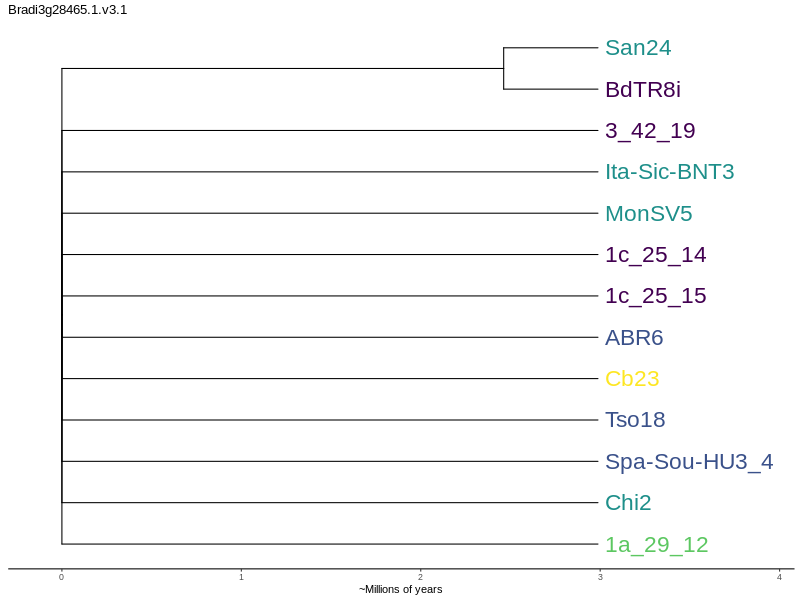 Bradi3g28465.1.v3.1
San24
BdTR8i
3_42_19
Ita-Sic-BNT3
MonSV5
1c_25_14
1c_25_15
ABR6
Cb23
Tso18
Spa-Sou-HU3_4
Chi2
1a_29_12
0 1 2 3 4
~Millions of years